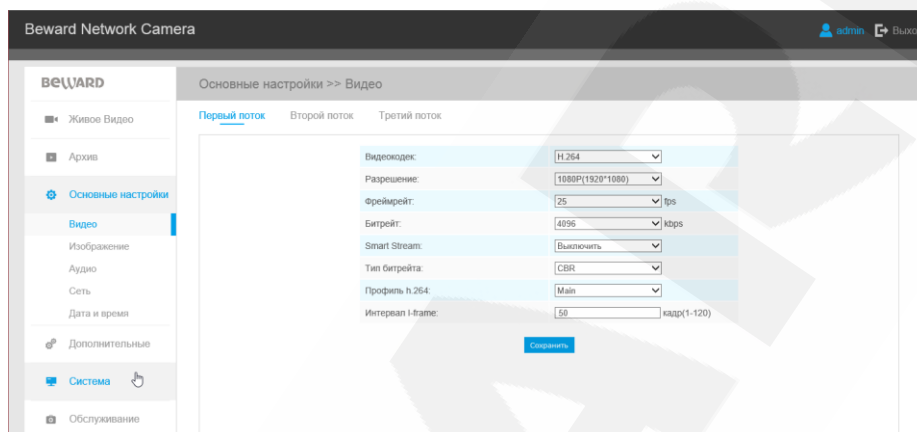 Beward Network Camera
admin
BEWARD
Основные настройки >> Видео
Живое Видео
Архив
Основные настройки
Видео
Изображение
Аудио
Сеть
Дата и время
Дополнительные
Система
Обслуживание
Первый поток Второй поток Третий поток
Видеокодек: H.264
Разрешение: 1080P(1920*1080)
Фреймрейт: 25 fps
Битрейт: 4096 kbps
Smart Stream: Выключить
Тип битрейта: CBR
Профиль h.264: Main
Интервал I-frame: 50 кадр(1-120)
Сохранить